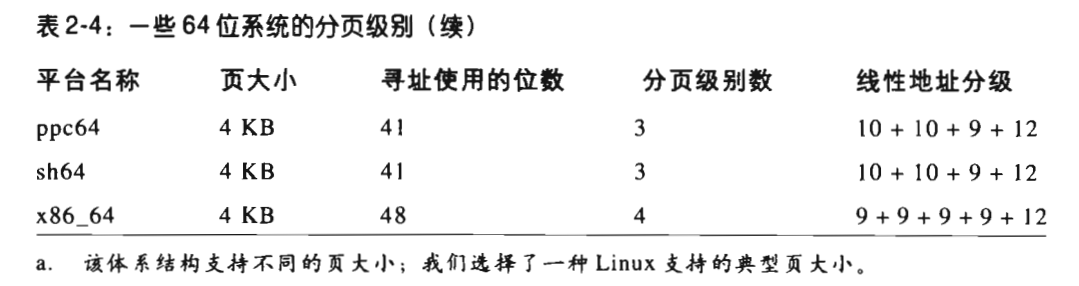 表2-4：一些64位系统的分页级别（续）
平台名称 页大小 寻址使用的位数 分页级别数 线性地址分级
ppc64 4 KB 41 3 10 + 10 + 9 + 12
sh64 4 KB 41 3 10 + 10 + 9 + 12
x86_64 4 KB 48 4 9 + 9 + 9 + 9 + 12
a. 该体系结构支持不同的页大小；我们选择了一种 Linux 支持的典型页大小。